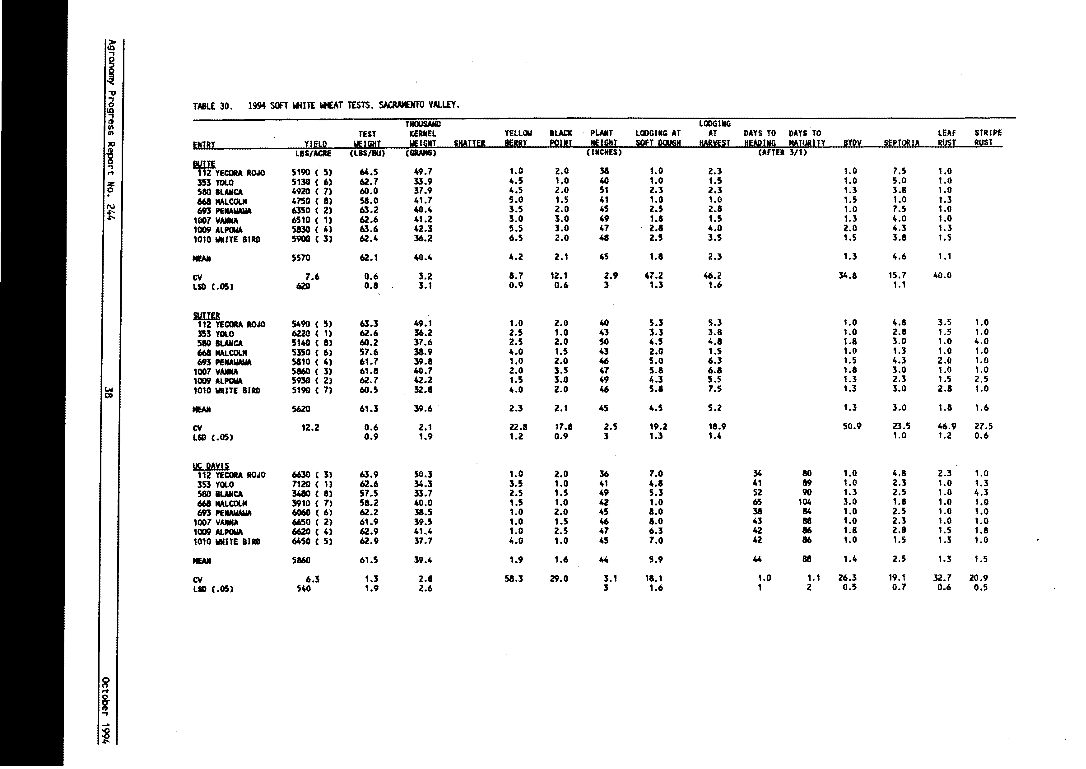 Agronomy Progress Report No. 244
38
October 1994
TABLE 30. 1994 SOFT WHITE WHEAT TESTS. SACRAMENTO VALLEY.
THOUSAND LODGING
TEST KERNEL YELLOW BLACK PLANT LODGING AT AT DAYS TO DAYS TO LEAF STRIPE
ENTRY YIELD WEIGHT WEIGHT SHATTER BERRY POINT HEIGHT SOFT DOUGH HARVEST HEADING MATURITY BYDV SEPTORIA RUST RUST
LBS/ACRE (LBS/BU) (GRAMS) (INCHES) (AFTER 3/1)
BUTTE
112 YECORA ROJO 5190 ( 5) 64.5 49.7 1.0 2.0 38 1.0 2.3 1.0 7.5 1.0
353 YOLO 5130 ( 6) 62.7 33.9 4.5 1.0 40 1.0 1.5 1.0 5.0 1.0
580 BLANCA 4920 ( 7) 60.0 37.9 4.5 2.0 51 2.3 2.3 1.3 3.8 1.0
668 MALCOLM 4750 ( 8) 58.0 41.7 5.0 1.5 41 1.0 1.0 1.5 1.0 1.3
693 PENAWAWA 6350 ( 2) 63.2 40.4 3.5 2.0 45 2.5 2.8 1.0 7.5 1.0
1007 VANNA 6510 ( 1) 62.6 41.2 3.0 3.0 49 1.8 1.5 1.3 4.0 1.0
1009 ALPOWA 5830 ( 4) 63.6 42.3 5.5 3.0 47 2.8 4.0 2.0 4.3 1.3
1010 WHITE BIRD 5900 ( 3) 62.4 36.2 6.5 2.0 48 2.5 3.5 1.5 3.8 1.5
MEAN 5570 62.1 40.4 4.2 2.1 45 1.8 2.3 1.3 4.6 1.1
CV 7.6 0.6 3.2 8.7 12.1 2.9 47.2 46.2 34.8 15.7 40.0
LSD (.05) 620 0.8 3.1 0.9 0.6 3 1.3 1.6 1.1
SUTTER
112 YECORA ROJO 5490 ( 5) 63.3 49.1 1.0 2.0 40 5.3 5.3 1.0 4.8 3.5 1.0
353 YOLO 6220 ( 1) 62.6 36.2 2.5 1.0 43 3.3 3.8 1.0 2.8 1.5 1.0
580 BLANCA 5140 ( 8) 60.2 37.6 2.5 2.0 50 4.5 4.8 1.8 3.0 1.0 4.0
668 MALCOLM 5350 ( 6) 57.6 38.9 4.0 1.5 43 2.0 1.5 1.0 1.3 1.0 1.0
693 PENAWAWA 5810 ( 4) 61.7 39.8 1.0 2.0 46 5.0 6.3 1.5 4.3 2.0 1.0
1007 VANNA 5860 ( 3) 61.8 40.7 2.0 3.5 47 5.8 6.8 1.8 3.0 1.0 1.0
1009 ALPOWA 5930 ( 2) 62.7 42.2 1.5 3.0 49 4.3 5.5 1.3 2.3 1.5 2.5
1010 WHITE BIRD 5190 ( 7) 60.5 32.8 4.0 2.0 46 5.8 7.5 1.3 3.0 2.8 1.0
MEAN 5620 61.3 39.6 2.3 2.1 45 4.5 5.2 1.3 3.0 1.8 1.6
CV 12.2 0.6 2.1 22.8 17.8 2.5 19.2 18.9 50.9 23.5 46.9 27.5
LSD (.05) 0.9 1.9 1.2 0.9 3 1.3 1.4 1.0 1.2 0.6
UC DAVIS
112 YECORA ROJO 6630 ( 3) 63.9 50.3 1.0 2.0 36 7.0 34 80 1.0 4.8 2.3 1.0
353 YOLO 7120 ( 1) 62.6 34.3 3.5 1.0 41 4.8 41 89 1.0 2.3 1.0 1.3
580 BLANCA 3480 ( 8) 57.5 33.7 2.5 1.5 49 5.3 52 90 1.3 2.5 1.0 4.3
668 MALCOLM 3910 ( 7) 58.2 40.0 1.5 1.0 42 1.0 65 104 3.0 1.8 1.0 1.0
693 PENAWAWA 6060 ( 6) 62.2 38.5 1.0 2.0 45 8.0 38 84 1.0 2.5 1.0 1.0
1007 VANNA 6650 ( 2) 61.9 39.5 1.0 1.5 46 8.0 43 88 1.0 2.3 1.0 1.0
1009 ALPOWA 6620 ( 4) 62.9 41.4 1.0 2.5 47 6.3 42 86 1.8 2.8 1.5 1.8
1010 WHITE BIRD 6450 ( 5) 62.9 37.7 4.0 1.0 45 7.0 42 86 1.0 1.5 1.3 1.0
MEAN 5860 61.5 39.4 1.9 1.6 44 5.9 44 88 1.4 2.5 1.3 1.5
CV 6.3 1.3 2.8 58.3 29.0 3.1 18.1 1.0 1.1 26.3 19.1 32.7 20.9
LSD (.05) 540 1.9 2.6 3 1.6 1 2 0.5 0.7 0.6 0.5